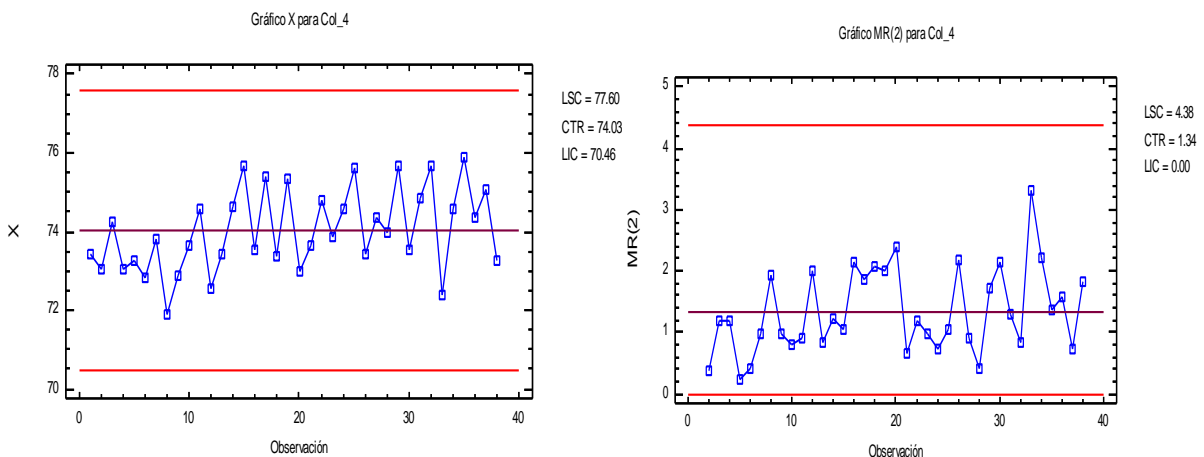 Gráfico X para Col_4
78
76
74
72
70
X
0
10
20
30
40
Observación
LSC = 77.60
CTR = 74.03
LIC = 70.46
Gráfico MR(2) para Col_4
5
4
3
2
1
0
MR(2)
0
10
20
30
40
Observación
LSC = 4.38
CTR = 1.34
LIC = 0.00